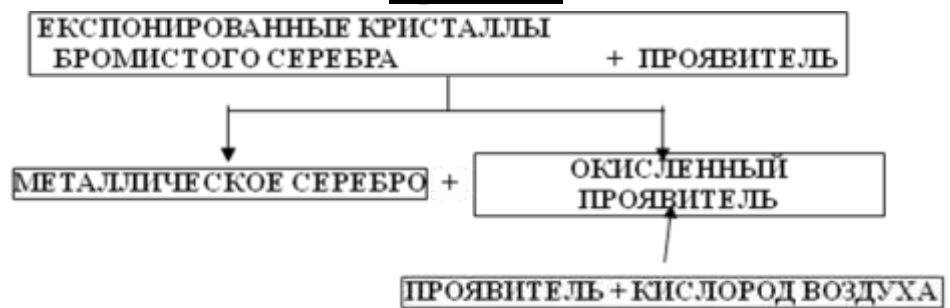 ЕКСПОНИРОВАННЫЕ КРИСТАЛЛЫ
БРОМИСТОГО СЕРЕБРА + ПРОЯВИТЕЛЬ
МЕТАЛЛИЧЕСКОЕ СЕРЕБРО + ОКИСЛЕННЫЙ
ПРОЯВИТЕЛЬ
ПРОЯВИТЕЛЬ + КИСЛОРОД ВОЗДУХА